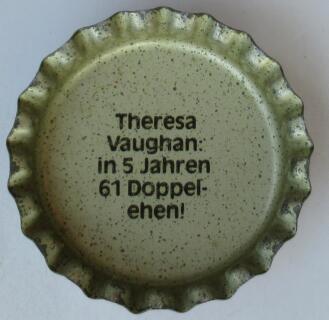 Theresa
Vaughan:
in 5 Jahren
61 Doppel-
ehen!